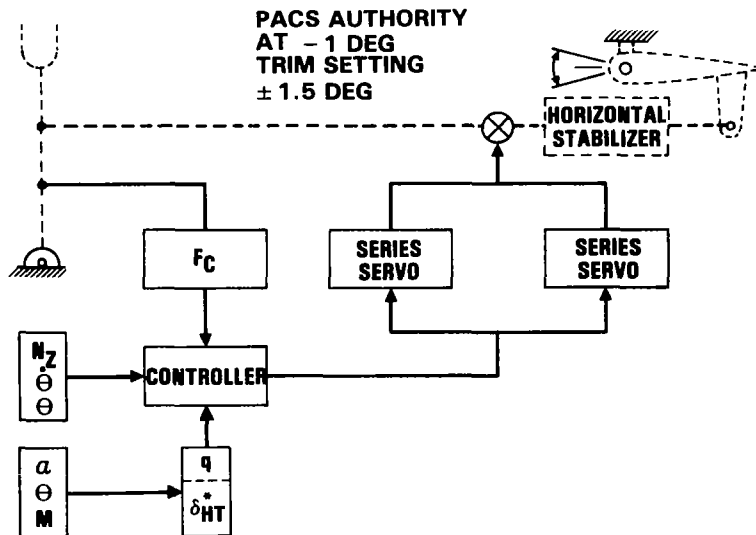 PACS AUTHORITY
AT - 1 DEG
TRIM SETTING
± 1.5 DEG
HORIZONTAL
STABILIZER
F_C
SERIES
SERVO
SERIES
SERVO
N_Z
Θ̇
Θ
CONTROLLER
a
Θ
M
q
δ*_HT